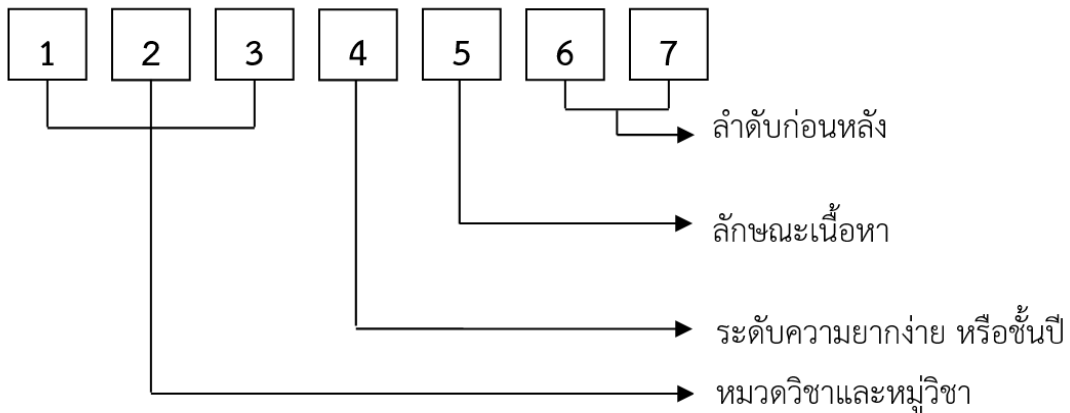 1 2 3 4 5 6 7
ลำดับก่อนหลัง
ลักษณะเนื้อหา
ระดับความยากง่าย หรือชั้นปี
หมวดวิชาและหมู่วิชา